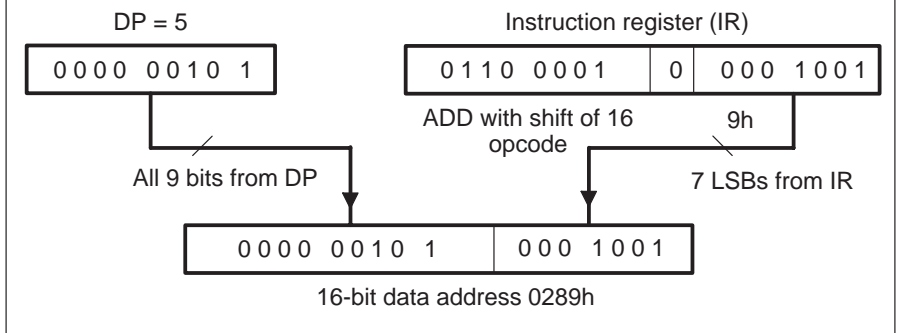 DP = 5
Instruction register (IR)
0000 0010 1
0110 0001 0 000 1001
ADD with shift of 16
opcode
9h
All 9 bits from DP
7 LSBs from IR
0000 0010 1 000 1001
16-bit data address 0289h